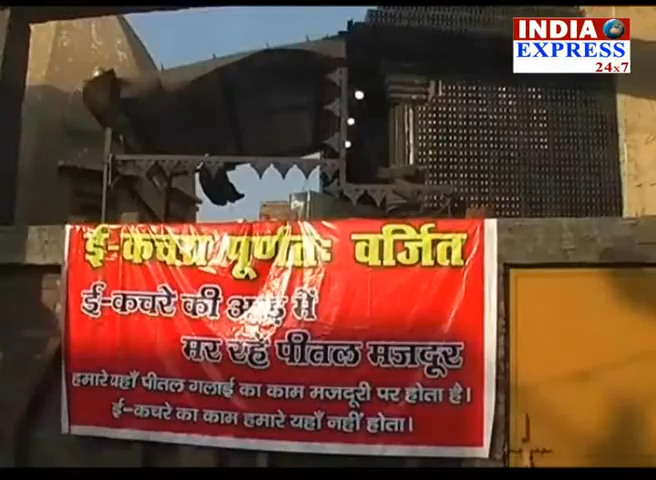 INDIA
EXPRESS
24x7
ई-कचरा पूर्णतः वर्जित
ई-कचरे की आड़ में
मर रहें पीतल मजदूर
हमारे यहाँ पीतल गलाई का काम मजदूरी पर होता है।
ई-कचरे का काम हमारे यहाँ नहीं होता।